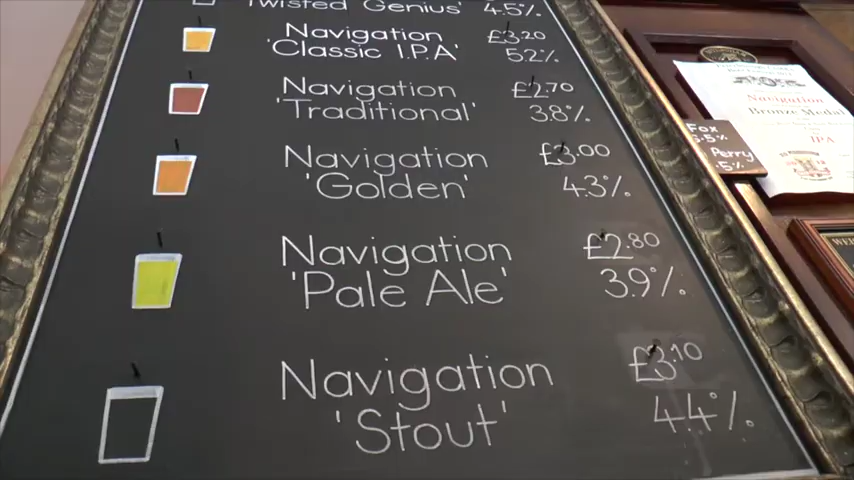 Twisted Genius' 4.5%.
Navigation £3.20
'Classic I.P.A' 5.2%.
Navigation £2.70
'Traditional' 3.8%.
Navigation £3.00
'Golden' 4.3%.
Navigation £2.80
'Pale Ale' 3.9%.
Navigation £3.10
'Stout' 4.4%.
Navigation
Bronze Medal
IPA
Fox
6.5%
Perry
.5%